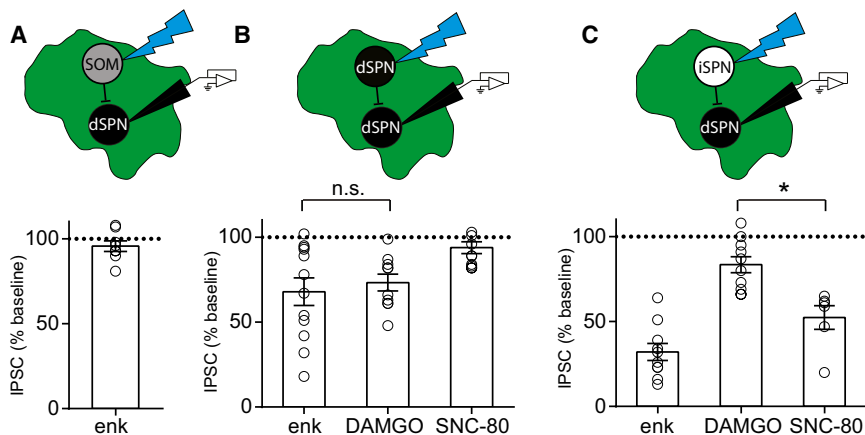 A
SOM
dSPN
IPSC (% baseline)
100
50
0
enk
B
dSPN
dSPN
n.s.
IPSC (% baseline)
100
50
0
enk DAMGO SNC-80
C
iSPN
dSPN
*
IPSC (% baseline)
100
50
0
enk DAMGO SNC-80